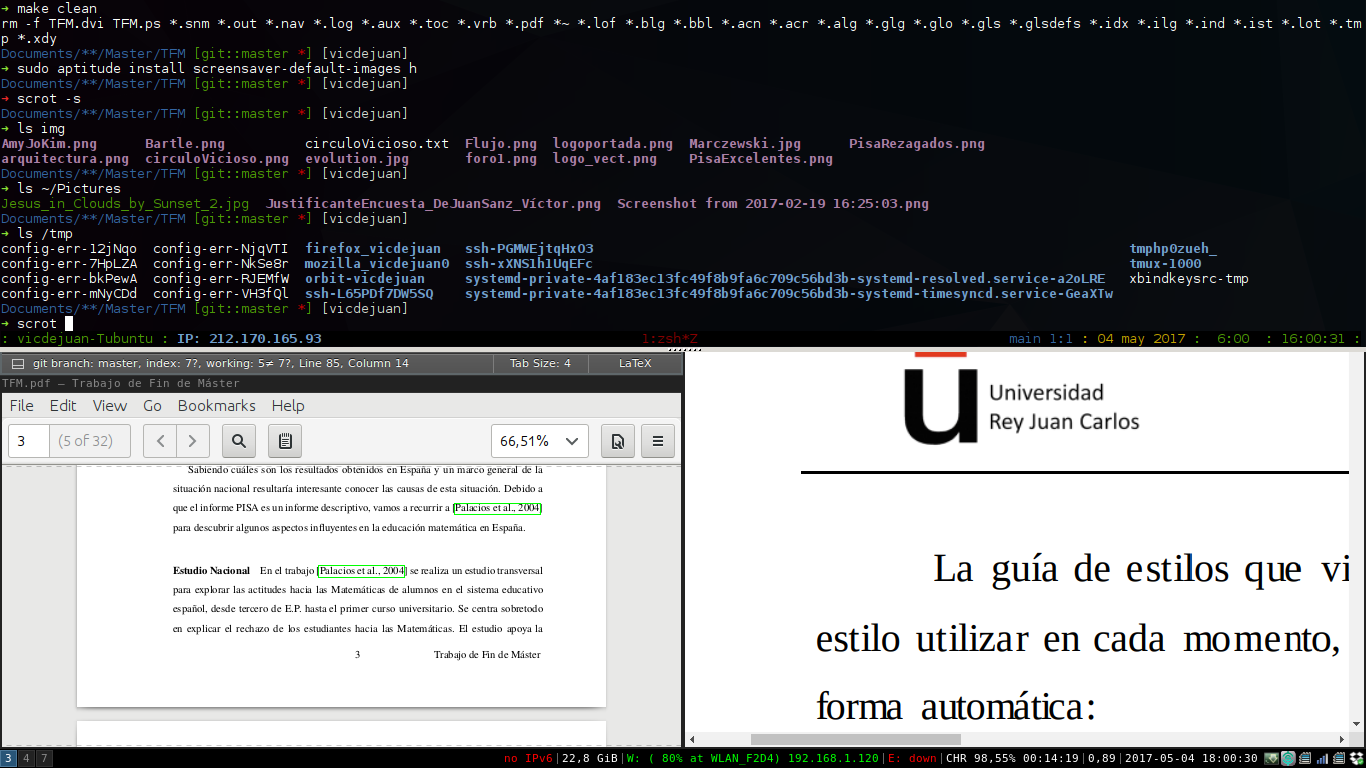 ➜ make clean
rm -f TFM.dvi TFM.ps *.snm *.out *.nav *.log *.aux *.toc *.vrb *.pdf *~ *.lof *.blg *.bbl *.acn *.acr *.alg *.glg *.glo *.gls *.glsdefs *.idx *.ilg *.ind *.ist *.lot *.tm
p *.xdy
Documents/**/Master/TFM [git::master *] [vicdejuan]
➜ sudo aptitude install screensaver-default-images h
Documents/**/Master/TFM [git::master *] [vicdejuan]
➜ scrot -s
Documents/**/Master/TFM [git::master *] [vicdejuan]
➜ ls img
AmyJoKim.png Bartle.png circuloVicioso.txt Flujo.png logoportada.png Marczewski.jpg PisaRezagados.png
arquitectura.png circuloVicioso.png evolution.jpg foro1.png logo_vect.png PisaExcelentes.png
Documents/**/Master/TFM [git::master *] [vicdejuan]
➜ ls ~/Pictures
Jesus_in_Clouds_by_Sunset_2.jpg JustificanteEncuesta_DeJuanSanz_Víctor.png Screenshot from 2017-02-19 16:25:03.png
Documents/**/Master/TFM [git::master *] [vicdejuan]
➜ ls /tmp
config-err-12jNqo config-err-NjqVTI firefox_vicdejuan ssh-PGMWEjtqHxO3 tmphp0zueh_
config-err-7HpLZA config-err-NkSe8r mozilla_vicdejuan0 ssh-xXNS1h1UqEFc tmux-1000
config-err-bkPewA config-err-RJEMfW orbit-vicdejuan systemd-private-4af183ec13fc49f8b9fa6c709c56bd3b-systemd-resolved.service-a2oLRE xbindkeysrc-tmp
config-err-mNyCDd config-err-VH3fQl ssh-L65PDf7DW5SQ systemd-private-4af183ec13fc49f8b9fa6c709c56bd3b-systemd-timesyncd.service-GeaXTw
Documents/**/Master/TFM [git::master *] [vicdejuan]
➜ scrot
: vicdejuan-Tubuntu : IP: 212.170.165.93 1:zsh*Z main 1:1 : 04 may 2017 : 6:00 : 16:00:31 :
git branch: master, index: 7?, working: 5≠ 7?, Line 85, Column 14 Tab Size: 4 LaTeX
TFM.pdf — Trabajo de Fin de Máster
File Edit View Go Bookmarks Help
3 (5 of 32) 66,51%
Sabiendo cuáles son los resultados obtenidos en España y un marco general de la
situación nacional resultaría interesante conocer las causas de esta situación. Debido a
que el informe PISA es un informe descriptivo, vamos a recurrir a [Palacios et al., 2004]
para descubrir algunos aspectos influyentes en la educación matemática en España.
Estudio Nacional En el trabajo [Palacios et al., 2004] se realiza un estudio transversal
para explorar las actitudes hacia las Matemáticas de alumnos en el sistema educativo
español, desde tercero de E.P. hasta el primer curso universitario. Se centra sobretodo
en explicar el rechazo de los estudiantes hacia las Matemáticas. El estudio apoya la
3 Trabajo de Fin de Máster
u Universidad
Rey Juan Carlos
La guía de estilos que vi
estilo utilizar en cada momento,
forma automática:
3 4 7 no IPv6|22,8 GiB|W: ( 80% at WLAN_F2D4) 192.168.1.120|E: down|CHR 98,55% 00:14:19|0,89|2017-05-04 18:00:30